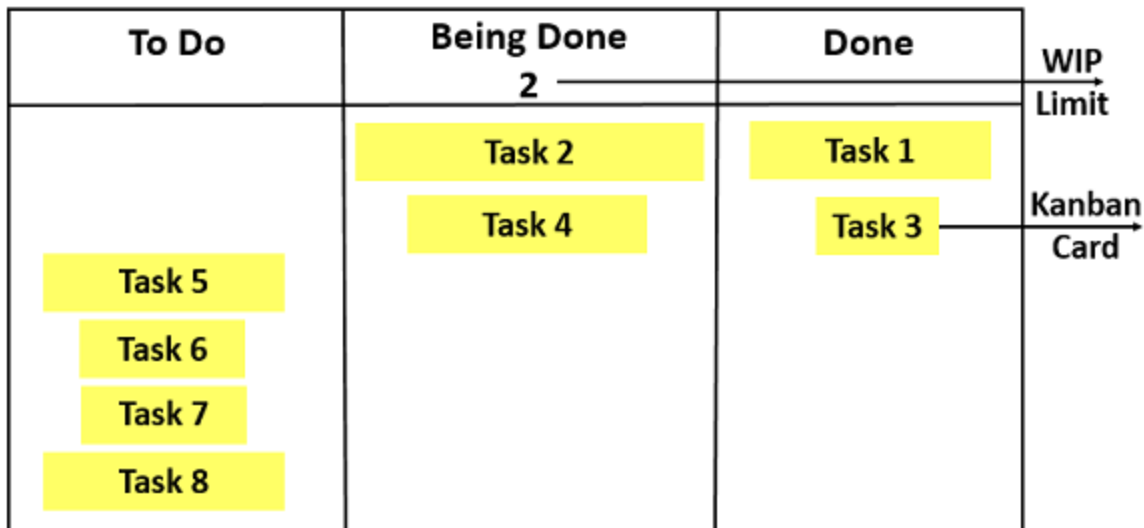 To Do
Being Done
2
Done
WIP
Limit
Task 2
Task 1
Task 4
Task 3
Kanban
Card
Task 5
Task 6
Task 7
Task 8